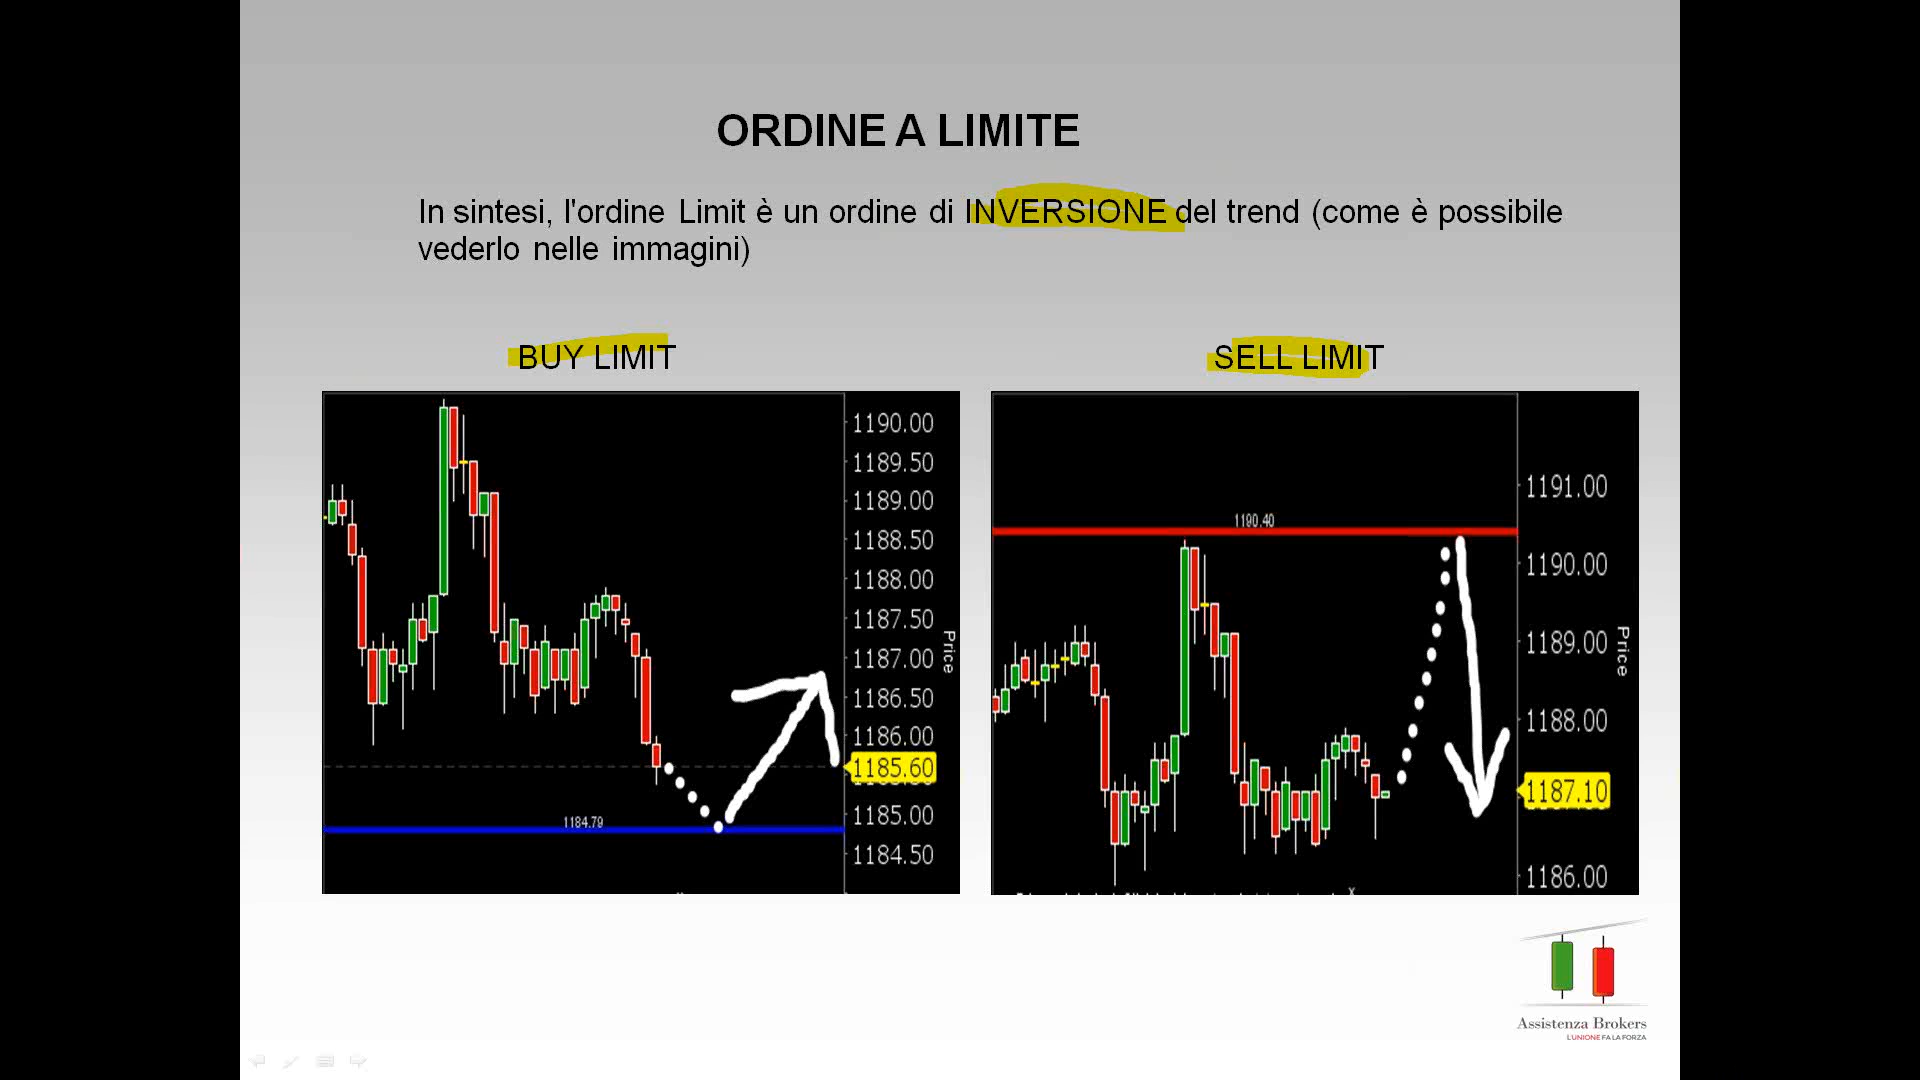 ORDINE A LIMITE
In sintesi, l'ordine Limit è un ordine di INVERSIONE del trend (come è possibile
vederlo nelle immagini)
BUY LIMIT
SELL LIMIT
1190.00
1189.50
1189.00
1188.50
1188.00
1187.50
1187.00
1186.50
1186.00
1185.60
1185.00
1184.50
Price
1184.79
1190.40
1191.00
1190.00
1189.00
1188.00
1187.10
1186.00
Price
x
Assistenza Brokers
L'UNIONE FA LA FORZA